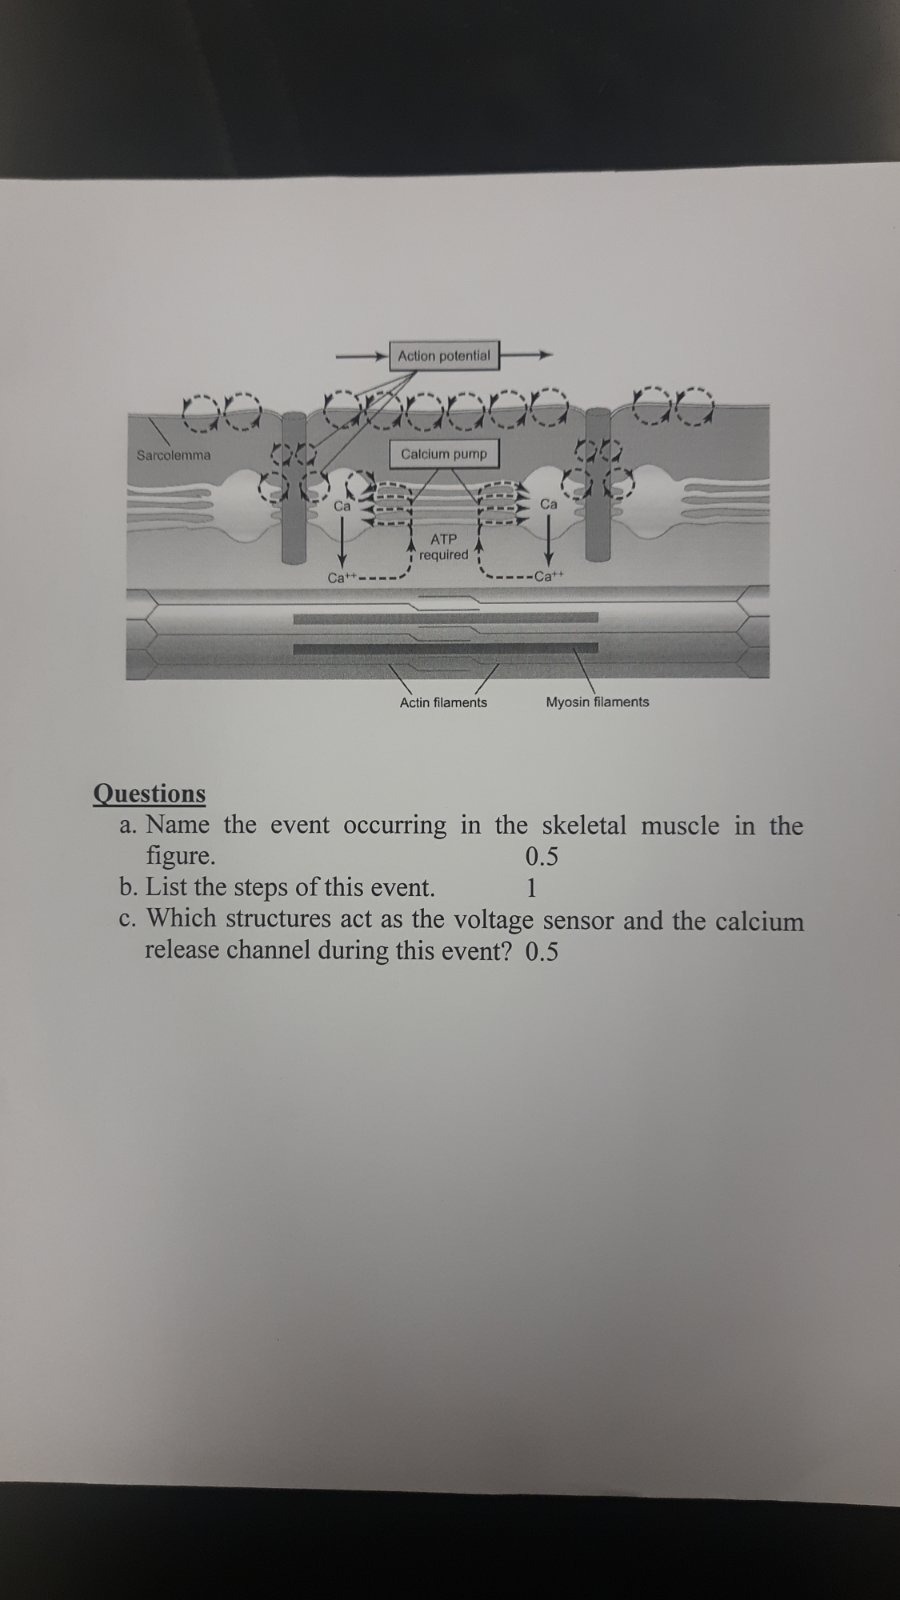 Action potential
Sarcolemma
Calcium pump
Ca
Ca
ATP
required
Ca++
Ca++
Actin filaments
Myosin filaments
Questions
a. Name the event occurring in the skeletal muscle in the
figure. 0.5
b. List the steps of this event. 1
c. Which structures act as the voltage sensor and the calcium
release channel during this event? 0.5